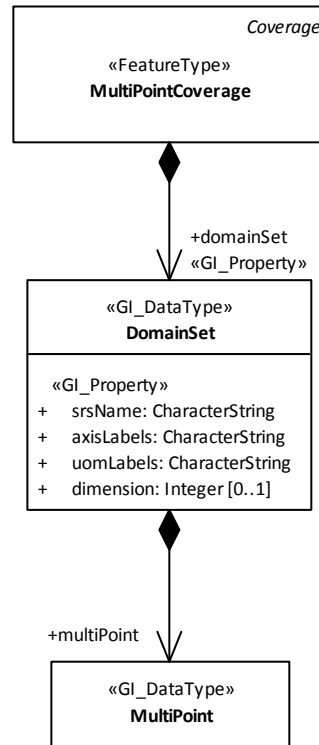 Coverage
«FeatureType»
MultiPointCoverage
+domainSet
«GI_Property»
«GI_DataType»
DomainSet
«GI_Property»
+ srsName: CharacterString
+ axisLabels: CharacterString
+ uomLabels: CharacterString
+ dimension: Integer [0..1]
+multiPoint
«GI_DataType»
MultiPoint